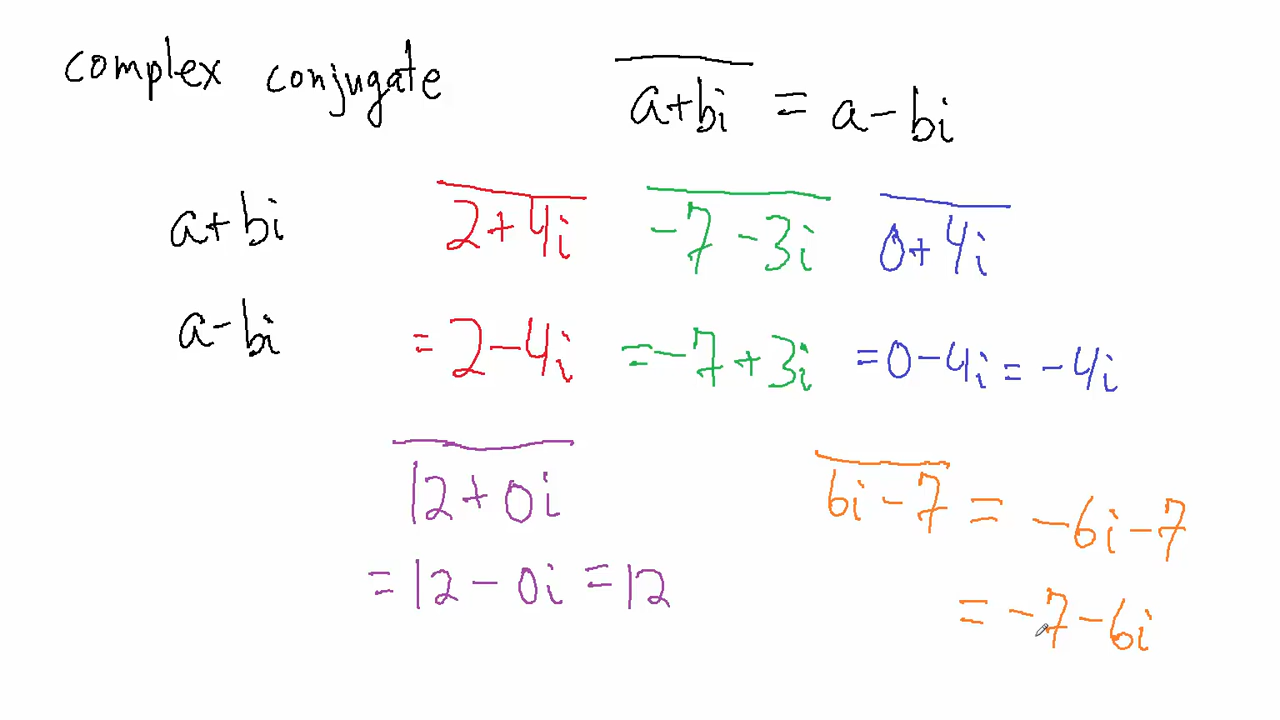 complex conjugate
a+bi = a-bi
a+bi
2+4i
-7-3i
0+4i
a-bi
=2-4i
=-7+3i
=0-4i=-4i
12+0i
6i-7=-6i-7
=12-0i=12
=-7-6i